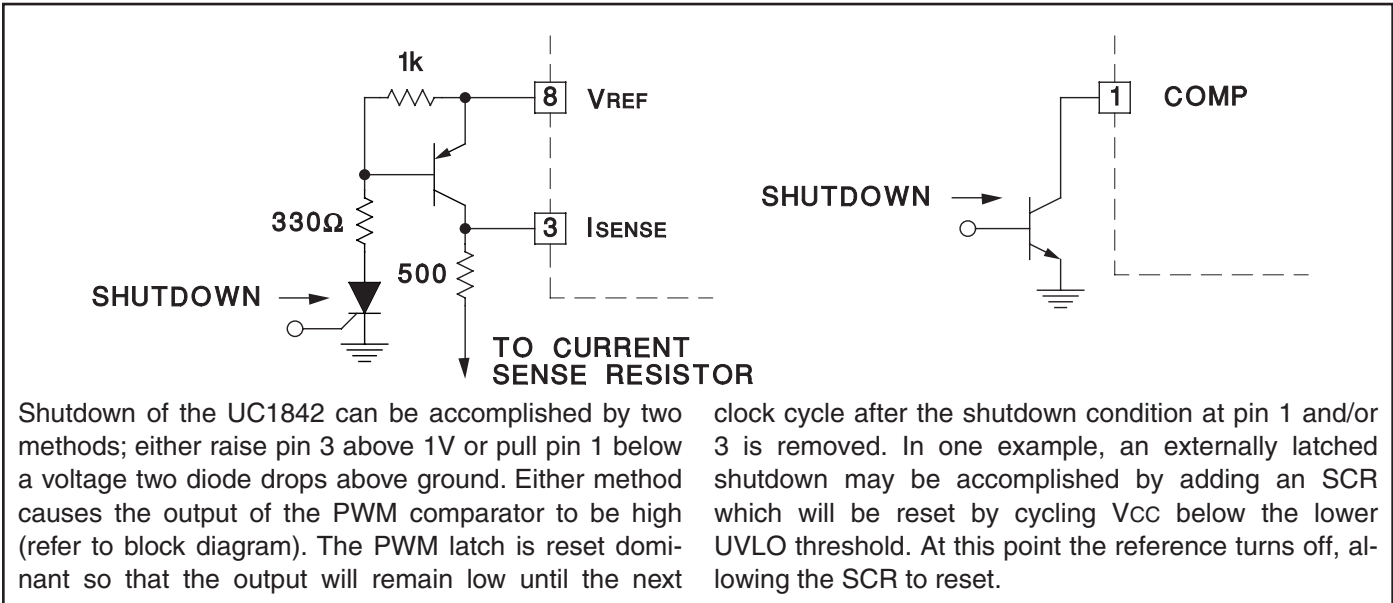 1k
8 VREF
330Ω
3 ISENSE
500
SHUTDOWN
TO CURRENT
SENSE RESISTOR
1 COMP
SHUTDOWN
Shutdown of the UC1842 can be accomplished by two
methods; either raise pin 3 above 1V or pull pin 1 below
a voltage two diode drops above ground. Either method
causes the output of the PWM comparator to be high
(refer to block diagram). The PWM latch is reset domi-
nant so that the output will remain low until the next
clock cycle after the shutdown condition at pin 1 and/or
3 is removed. In one example, an externally latched
shutdown may be accomplished by adding an SCR
which will be reset by cycling VCC below the lower
UVLO threshold. At this point the reference turns off, al-
lowing the SCR to reset.